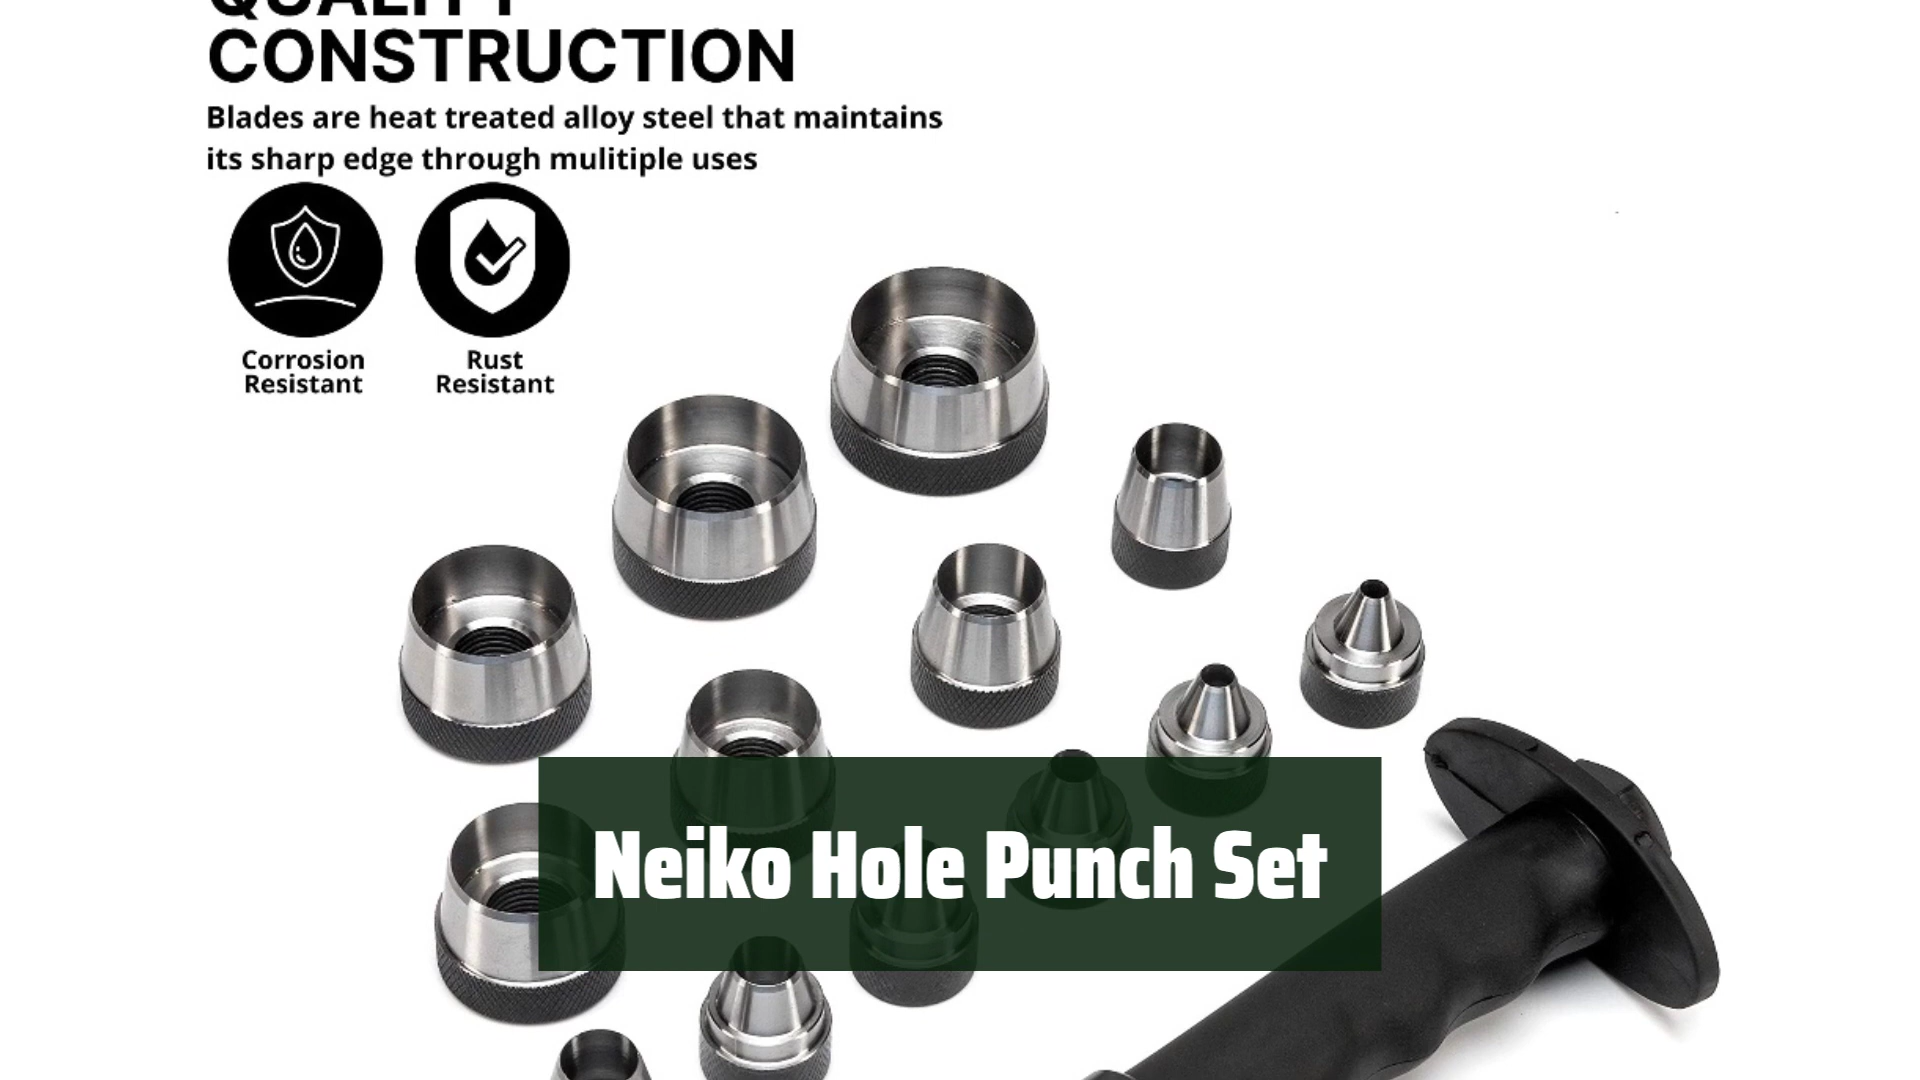 QUALITY
CONSTRUCTION
Blades are heat treated alloy steel that maintains
its sharp edge through mulitiple uses
Corrosion
Resistant
Rust
Resistant
Neiko Hole Punch Set